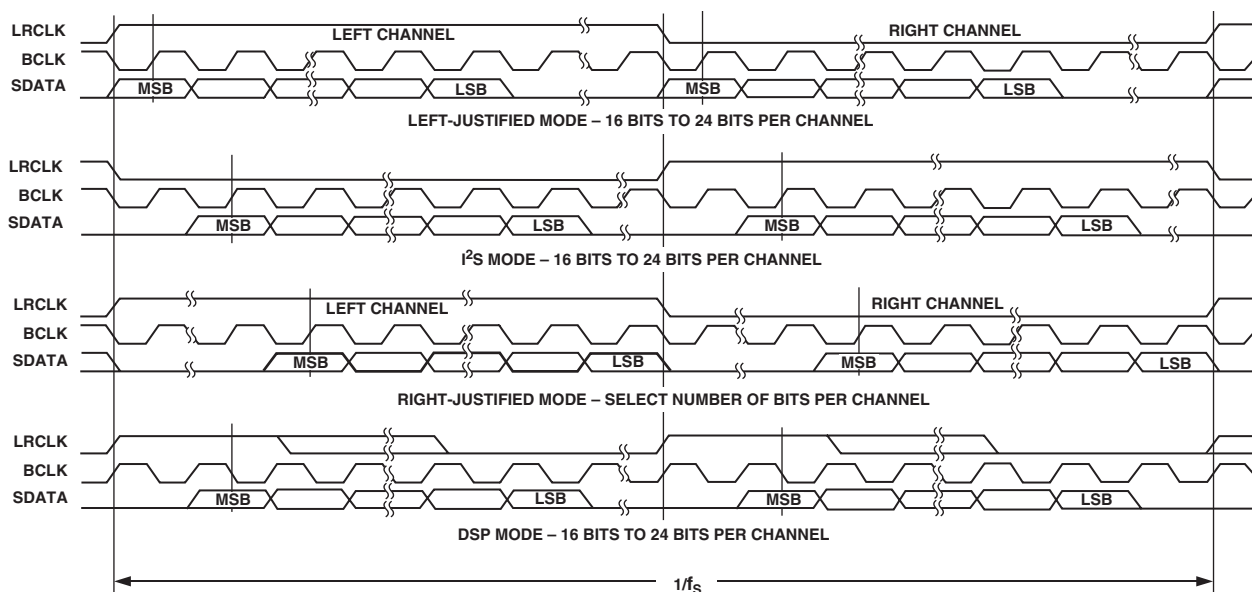 LRCLK LEFT CHANNEL RIGHT CHANNEL
BCLK
SDATA MSB LSB MSB LSB
LEFT-JUSTIFIED MODE – 16 BITS TO 24 BITS PER CHANNEL
LRCLK
BCLK
SDATA MSB LSB MSB LSB
I²S MODE – 16 BITS TO 24 BITS PER CHANNEL
LRCLK LEFT CHANNEL RIGHT CHANNEL
BCLK
SDATA MSB LSB MSB LSB
RIGHT-JUSTIFIED MODE – SELECT NUMBER OF BITS PER CHANNEL
LRCLK
BCLK
SDATA MSB LSB MSB LSB
DSP MODE – 16 BITS TO 24 BITS PER CHANNEL
1/fS